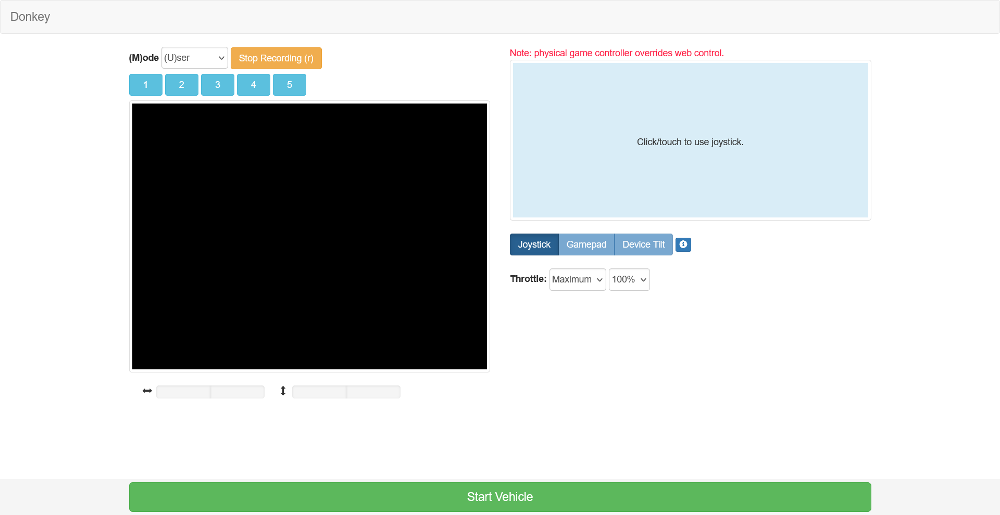 Donkey
(M)ode (U)ser Stop Recording (r)
1 2 3 4 5
Note: physical game controller overrides web control.
Click/touch to use joystick.
Joystick Gamepad Device Tilt
Throttle: Maximum 100%
Start Vehicle